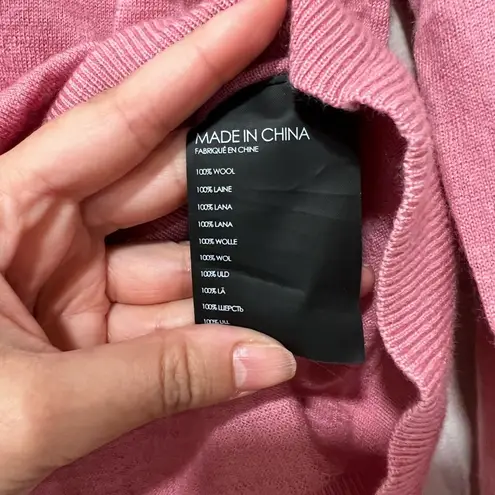 MADE IN CHINA
FABRIQUÉ EN CHINE
100% WOOL
100% LAINE
100% LANA
100% LANA
100% WOLLE
100% WOL
100% ULD
100% LÃ
100% ШЕРСТЬ
100%